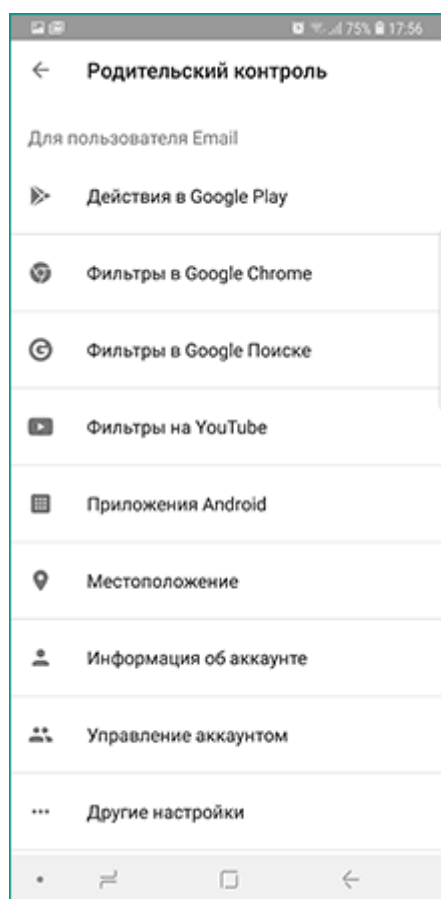 75% 17:56
Родительский контроль
Для пользователя Email
Действия в Google Play
Фильтры в Google Chrome
Фильтры в Google Поиске
Фильтры на YouTube
Приложения Android
Местоположение
Информация об аккаунте
Управление аккаунтом
Другие настройки